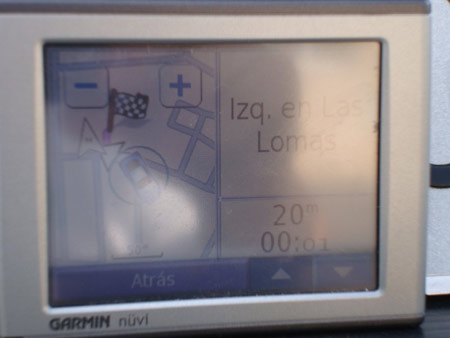 Izq. en Las
Lomas
20m
00:01
Atrás
GARMIN nüvi